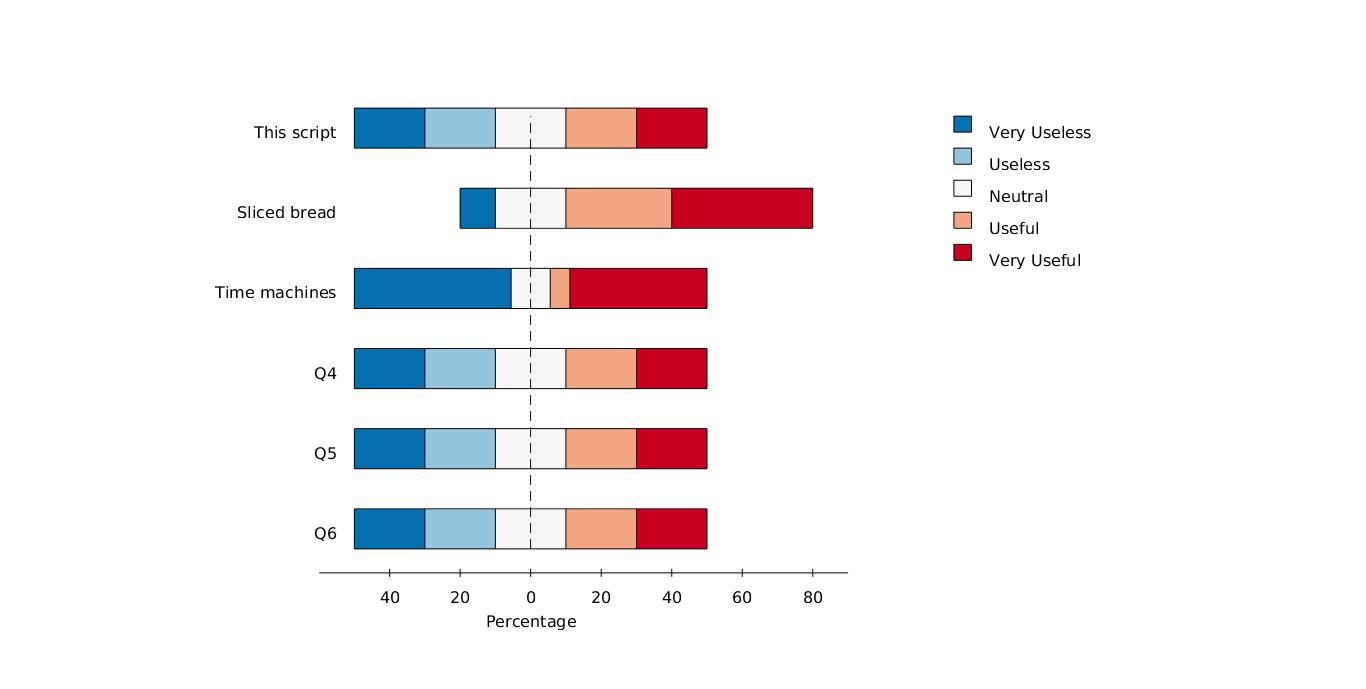 This script
Sliced bread
Time machines
Q4
Q5
Q6
40 20 0 20 40 60 80
Percentage
Very Useless
Useless
Neutral
Useful
Very Useful